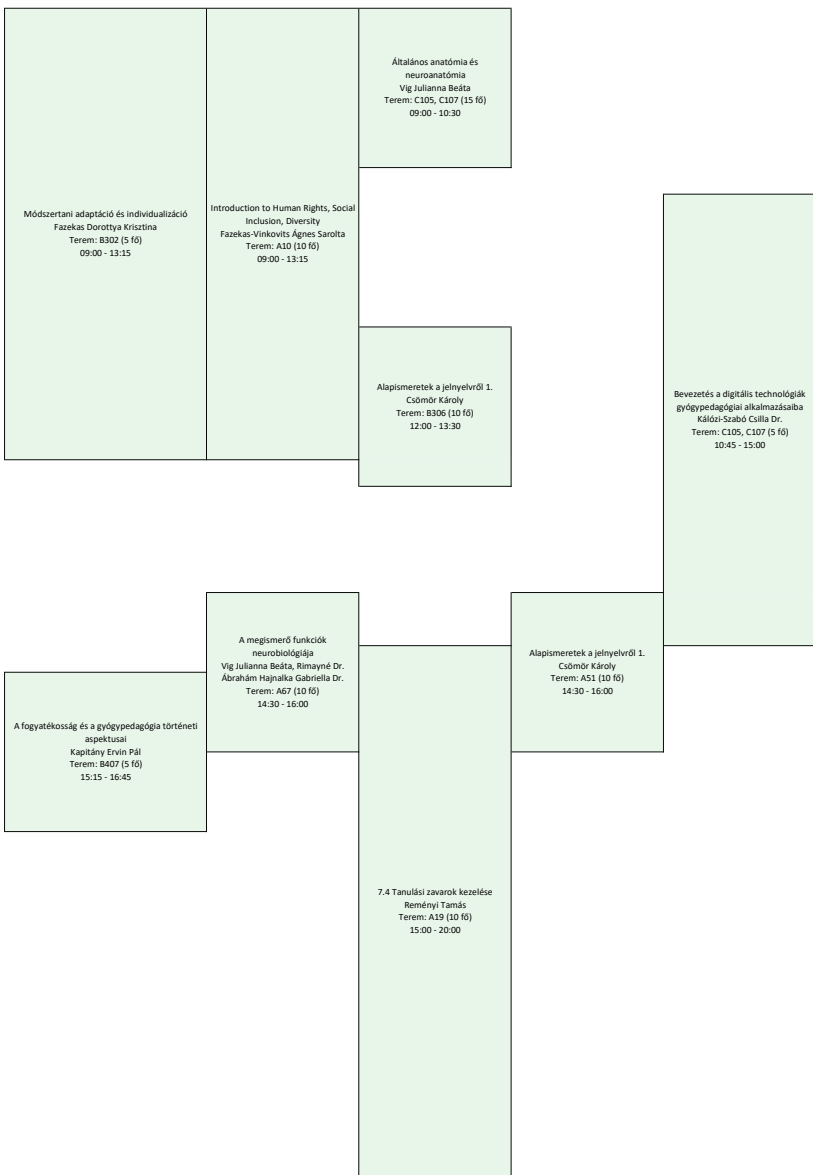 Általános anatómia és
neuroanatómia
Vig Julianna Beáta
Terem: C105, C107 (15 fő)
09:00 - 10:30
Módszertani adaptáció és individualizáció
Fazekas Dorottya Krisztina
Terem: B302 (5 fő)
09:00 - 13:15
Introduction to Human Rights, Social
Inclusion, Diversity
Fazekas-Vinkovits Ágnes Sarolta
Terem: A10 (10 fő)
09:00 - 13:15
Alapismeretek a jelnyelvről 1.
Csömör Károly
Terem: B306 (10 fő)
12:00 - 13:30
Bevezetés a digitális technológiák
gyógypedagógiai alkalmazásaiba
Kálózi-Szabó Csilla Dr.
Terem: C105, C107 (5 fő)
10:45 - 15:00
A megismerő funkciók
neurobiológiája
Vig Julianna Beáta, Rimayné Dr.
Ábrahám Hajnalka Gabriella Dr.
Terem: A67 (10 fő)
14:30 - 16:00
Alapismeretek a jelnyelvről 1.
Csömör Károly
Terem: A51 (10 fő)
14:30 - 16:00
A fogyatékosság és a gyógypedagógia történeti
aspektusai
Kapitány Ervin Pál
Terem: B407 (5 fő)
15:15 - 16:45
7.4 Tanulási zavarok kezelése
Reményi Tamás
Terem: A19 (10 fő)
15:00 - 20:00